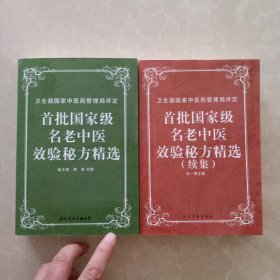 卫生部国家中医药管理局评定
首批国家级
名老中医
效验秘方精选
卫生部国家中医药管理局评定
首批国家级
名老中医
效验秘方精选
(续集)